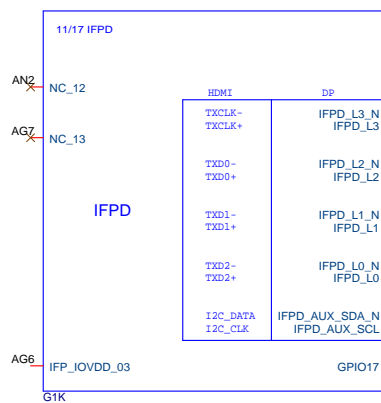 11/17 IFPD
AN2
NC_12
HDMI DP
TXCLK- IFPD_L3_N
TXCLK+ IFPD_L3
AG7
NC_13
TXD0- IFPD_L2_N
TXD0+ IFPD_L2
IFPD
TXD1- IFPD_L1_N
TXD1+ IFPD_L1
TXD2- IFPD_L0_N
TXD2+ IFPD_L0
I2C_DATA IFPD_AUX_SDA_N
I2C_CLK IFPD_AUX_SCL
AG6
IFP_IOVDD_03 GPIO17
G1K